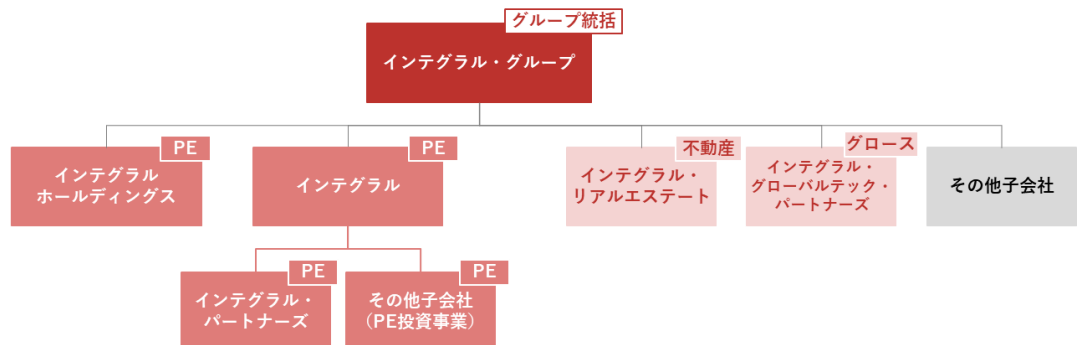 グループ統括
インテグラル・グループ
PE
インテグラル
ホールディングス
PE
インテグラル
不動産
インテグラル・
リアルエステート
グロース
インテグラル・
グローバルテック・
パートナーズ
その他子会社
PE
インテグラル・
パートナーズ
PE
その他子会社
（PE投資事業）